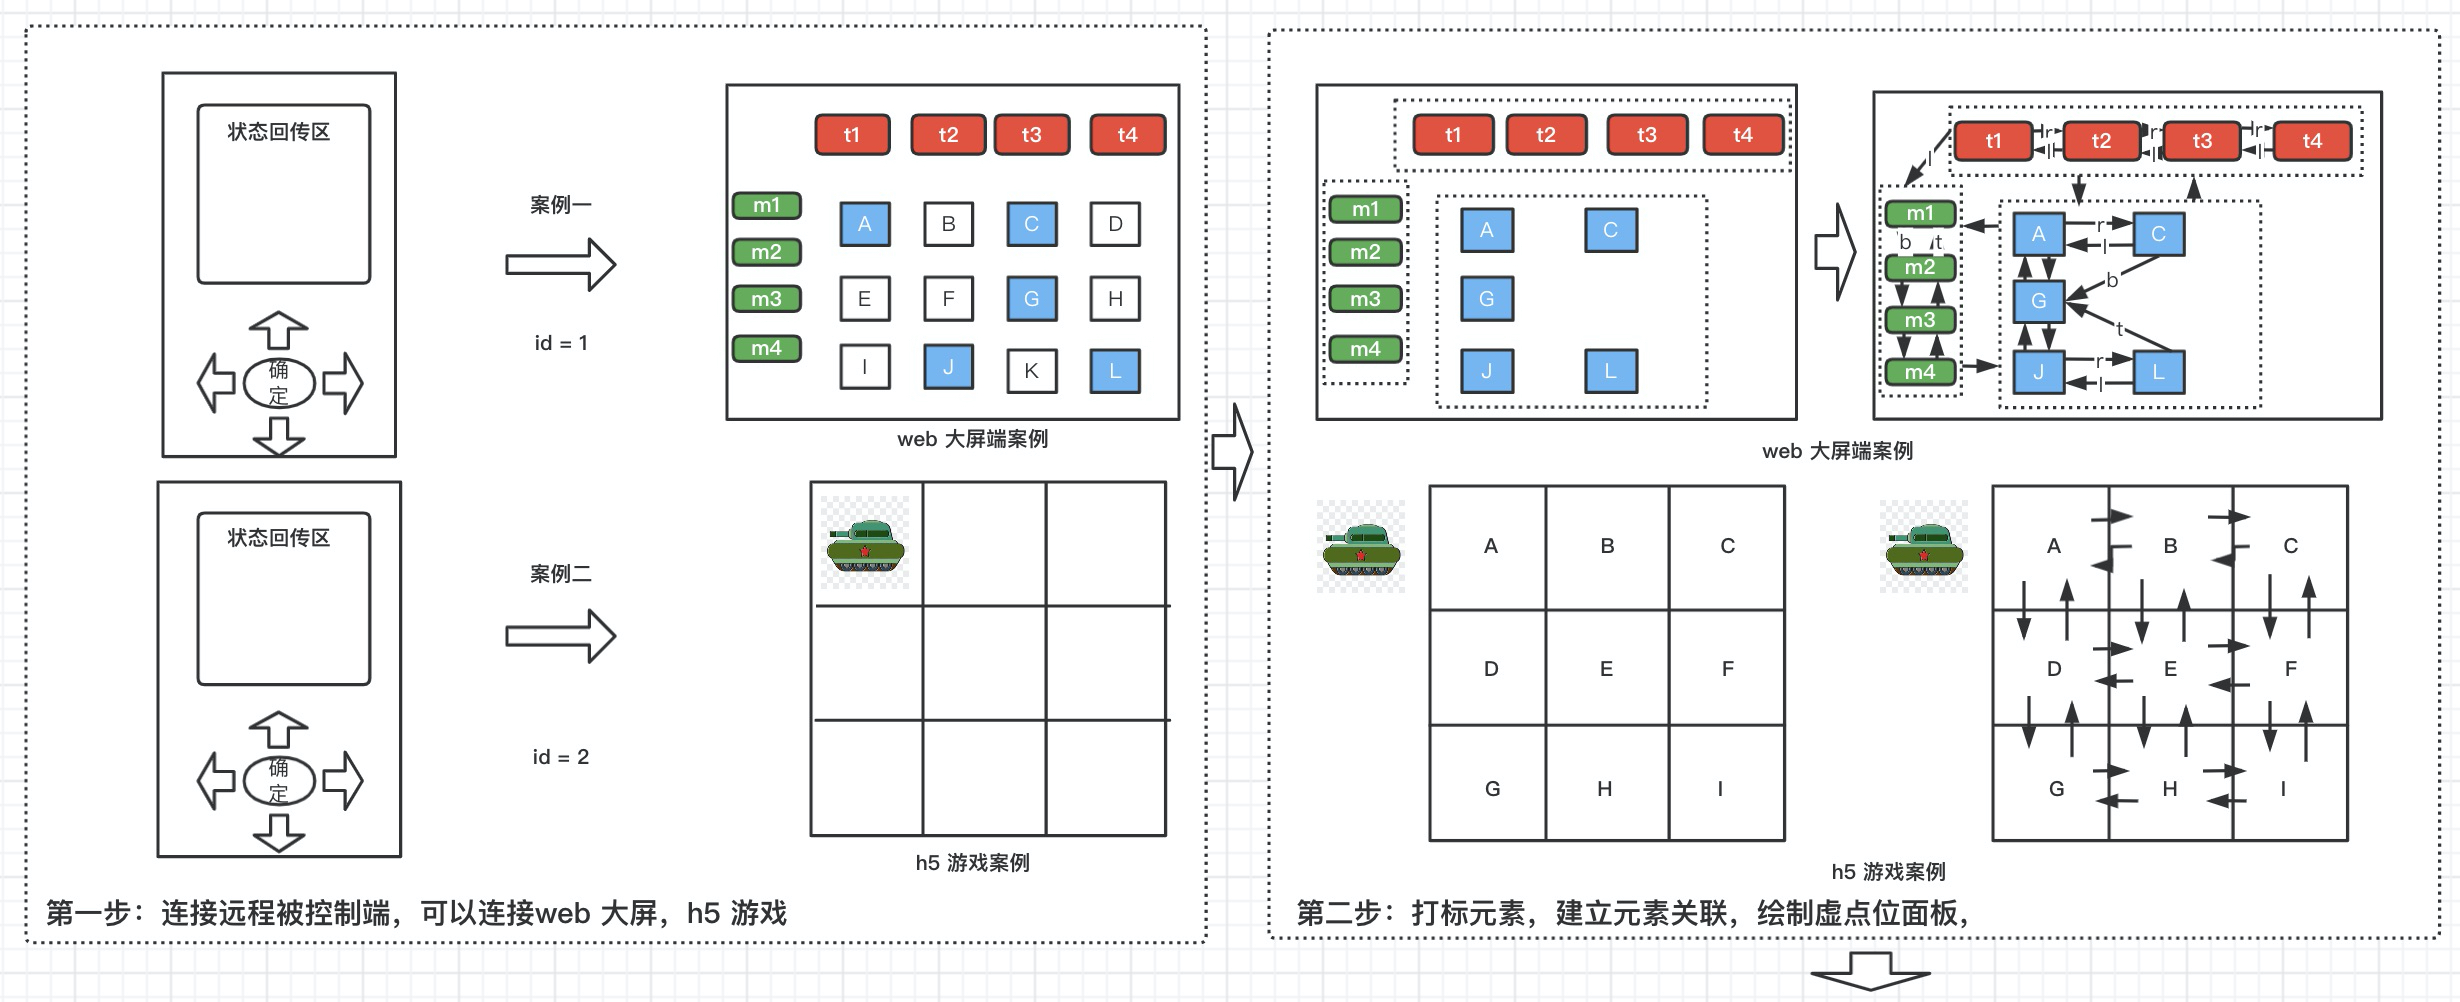 状态回传区
确
定
案例一
id = 1
t1 t2 t3 t4
m1
m2
m3
m4
A B C D
E F G H
I J K L
web 大屏端案例
状态回传区
确
定
案例二
id = 2
h5 游戏案例
第一步：连接远程被控制端，可以连接web 大屏，h5 游戏
t1 t2 t3 t4
m1
m2
m3
m4
A C
G
J L
t1 r l t2 r l t3 r l t4
l
m1
b t
m2
m3
m4
A r C
l
b
G
t
J r L
l
web 大屏端案例
A B C
D E F
G H I
A B C
D E F
G H I
h5 游戏案例
第二步：打标元素，建立元素关联，绘制虚点位面板，